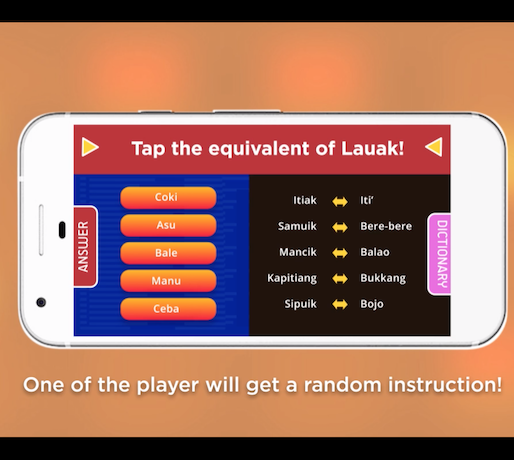 Tap the equivalent of Lauak!
ANSWER
Coki
Asu
Bale
Manu
Ceba
Itiak Iti'
Samuik Bere-bere
Mancik Balao
Kapitiang Bukkang
Sipuik Bojo
DICTIONARY
One of the player will get a random instruction!